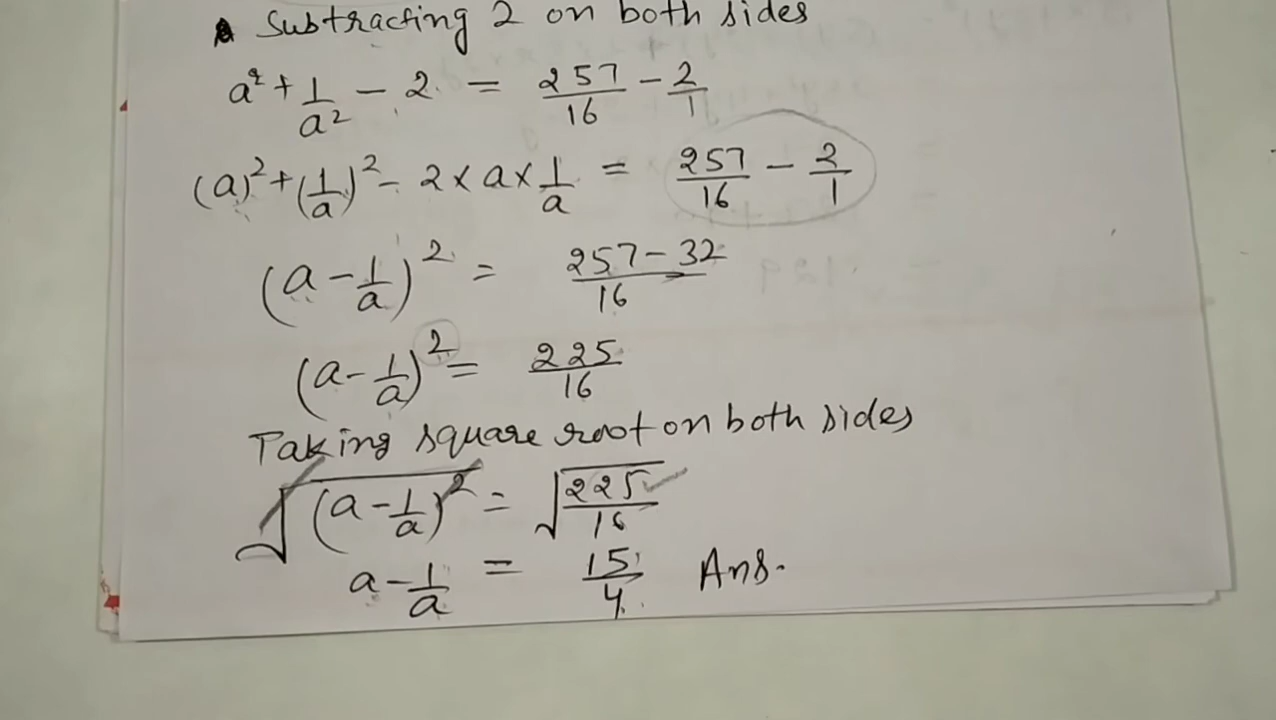 Subtracting 2 on both sides
a² + 1/a² - 2 = 257/16 - 2/1
(a)² + (1/a)² - 2 × a × 1/a = 257/16 - 2/1
(a - 1/a)² = 257 - 32/16
(a - 1/a)² = 225/16
Taking square root on both sides
√(a - 1/a)² = √225/16
a - 1/a = 15/4 Ans.